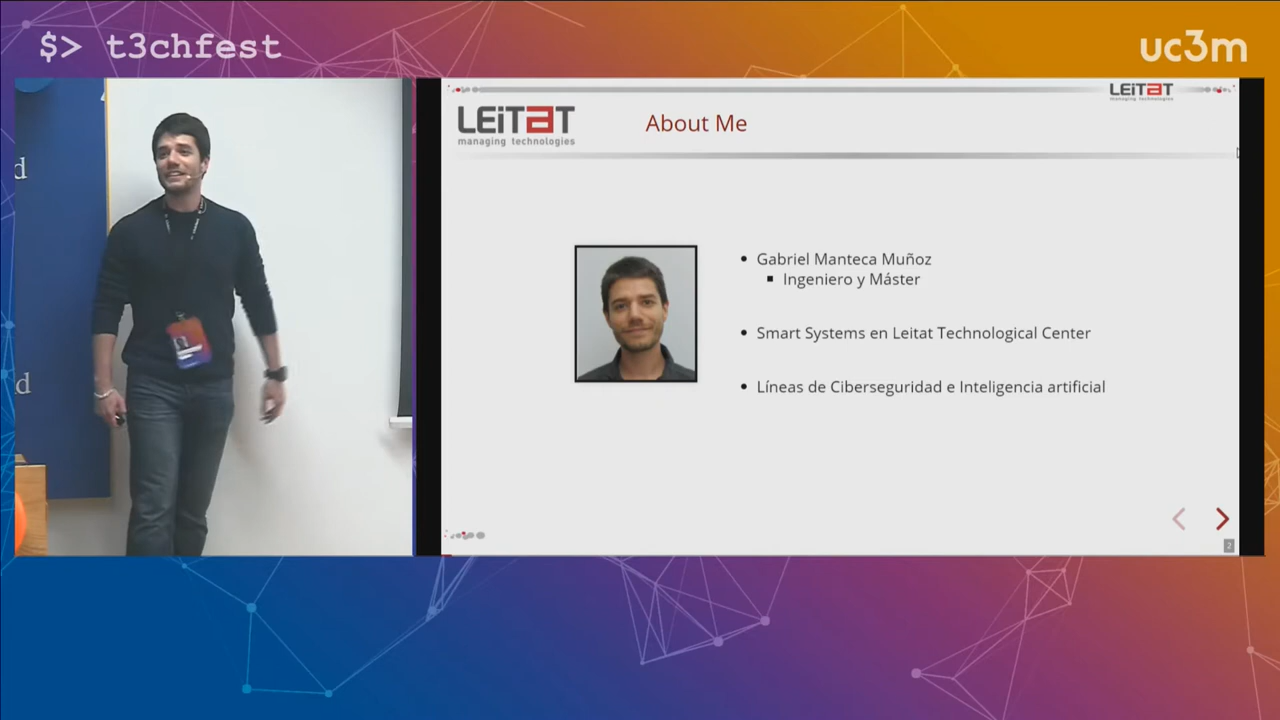 $> t3chfest
uc3m
LEITAT
managing technologies
About Me
LEITAT
managing technologies
d
d
• Gabriel Manteca Muñoz
▪ Ingeniero y Máster
• Smart Systems en Leitat Technological Center
• Líneas de Ciberseguridad e Inteligencia artificial
2